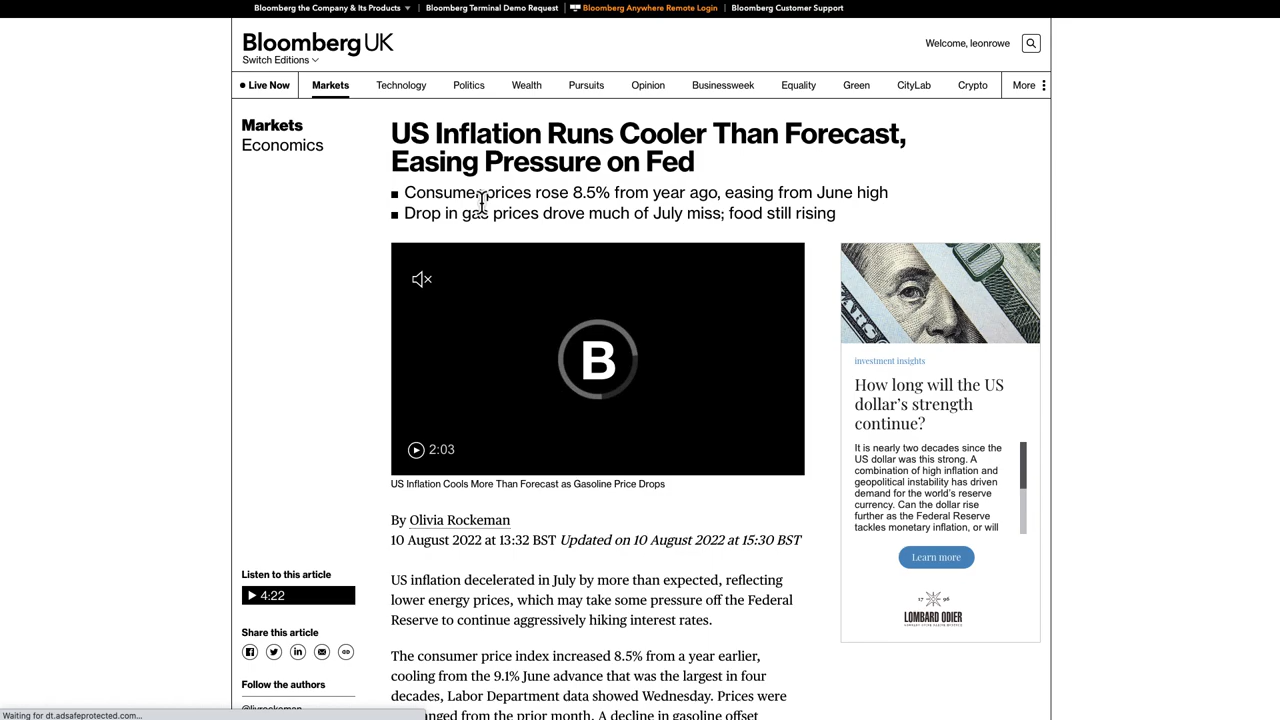 Bloomberg the Company & Its Products
Bloomberg Terminal Demo Request
Bloomberg Anywhere Remote Login
Bloomberg Customer Support
Bloomberg UK
Switch Editions
Welcome, leonrowe
Live Now
Markets
Technology
Politics
Wealth
Pursuits
Opinion
Businessweek
Equality
Green
CityLab
Crypto
More
Markets
Economics
US Inflation Runs Cooler Than Forecast,
Easing Pressure on Fed
Consumer prices rose 8.5% from year ago, easing from June high
Drop in gas prices drove much of July miss; food still rising
B
2:03
US Inflation Cools More Than Forecast as Gasoline Price Drops
By Olivia Rockeman
10 August 2022 at 13:32 BST Updated on 10 August 2022 at 15:30 BST
US inflation decelerated in July by more than expected, reflecting
lower energy prices, which may take some pressure off the Federal
Reserve to continue aggressively hiking interest rates.
The consumer price index increased 8.5% from a year earlier,
cooling from the 9.1% June advance that was the largest in four
decades, Labor Department data showed Wednesday. Prices were
from the prior month. A decline in gasoline offset
Listen to this article
4:22
Share this article
Follow the authors
investment insights
How long will the US
dollar's strength
continue?
It is nearly two decades since the
US dollar was this strong. A
combination of high inflation and
geopolitical instability has driven
demand for the world's reserve
currency. Can the dollar rise
further as the Federal Reserve
tackles monetary inflation, or will
Learn more
17 96
LOMBARD ODIER
Waiting for dt.adsafeprotected.com...